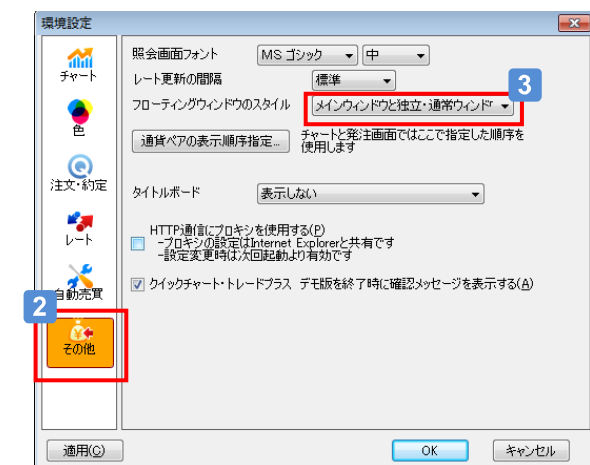 環境設定
チャート
色
注文・約定
レート
自動売買
2
その他
照会画面フォント MS ゴシック 中
レート更新の間隔 標準
3
フローティングウィンドウのスタイル メインウィンドウと独立・通常ウィンド
通貨ペアの表示順序指定... チャートと発注画面ではここで指定した順序を
使用します
タイトルボード 表示しない
HTTP通信にプロキシを使用する(P)
-プロキシの設定はInternet Explorerと共有です
-設定変更時は次回起動より有効です
クイックチャート・トレードプラス デモ版を終了時に確認メッセージを表示する(A)
適用(C) OK キャンセル